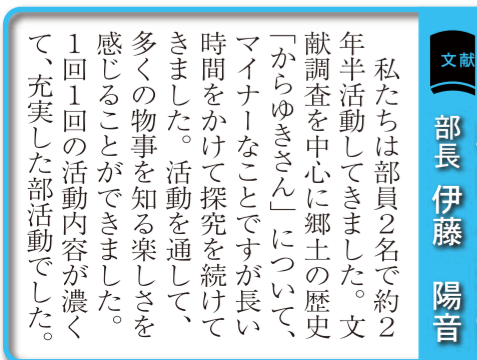 文献
部長 伊藤 陽音
私たちは部員2名で約2
年半活動してきました。文
献調査を中心に郷土の歴史
「からゆきさん」について、
マイナーなことですが長い
時間をかけて探究を続けて
きました。活動を通して、
多くの物事を知る楽しさを
感じることができました。
1回1回の活動内容が濃く
て、充実した部活動でした。